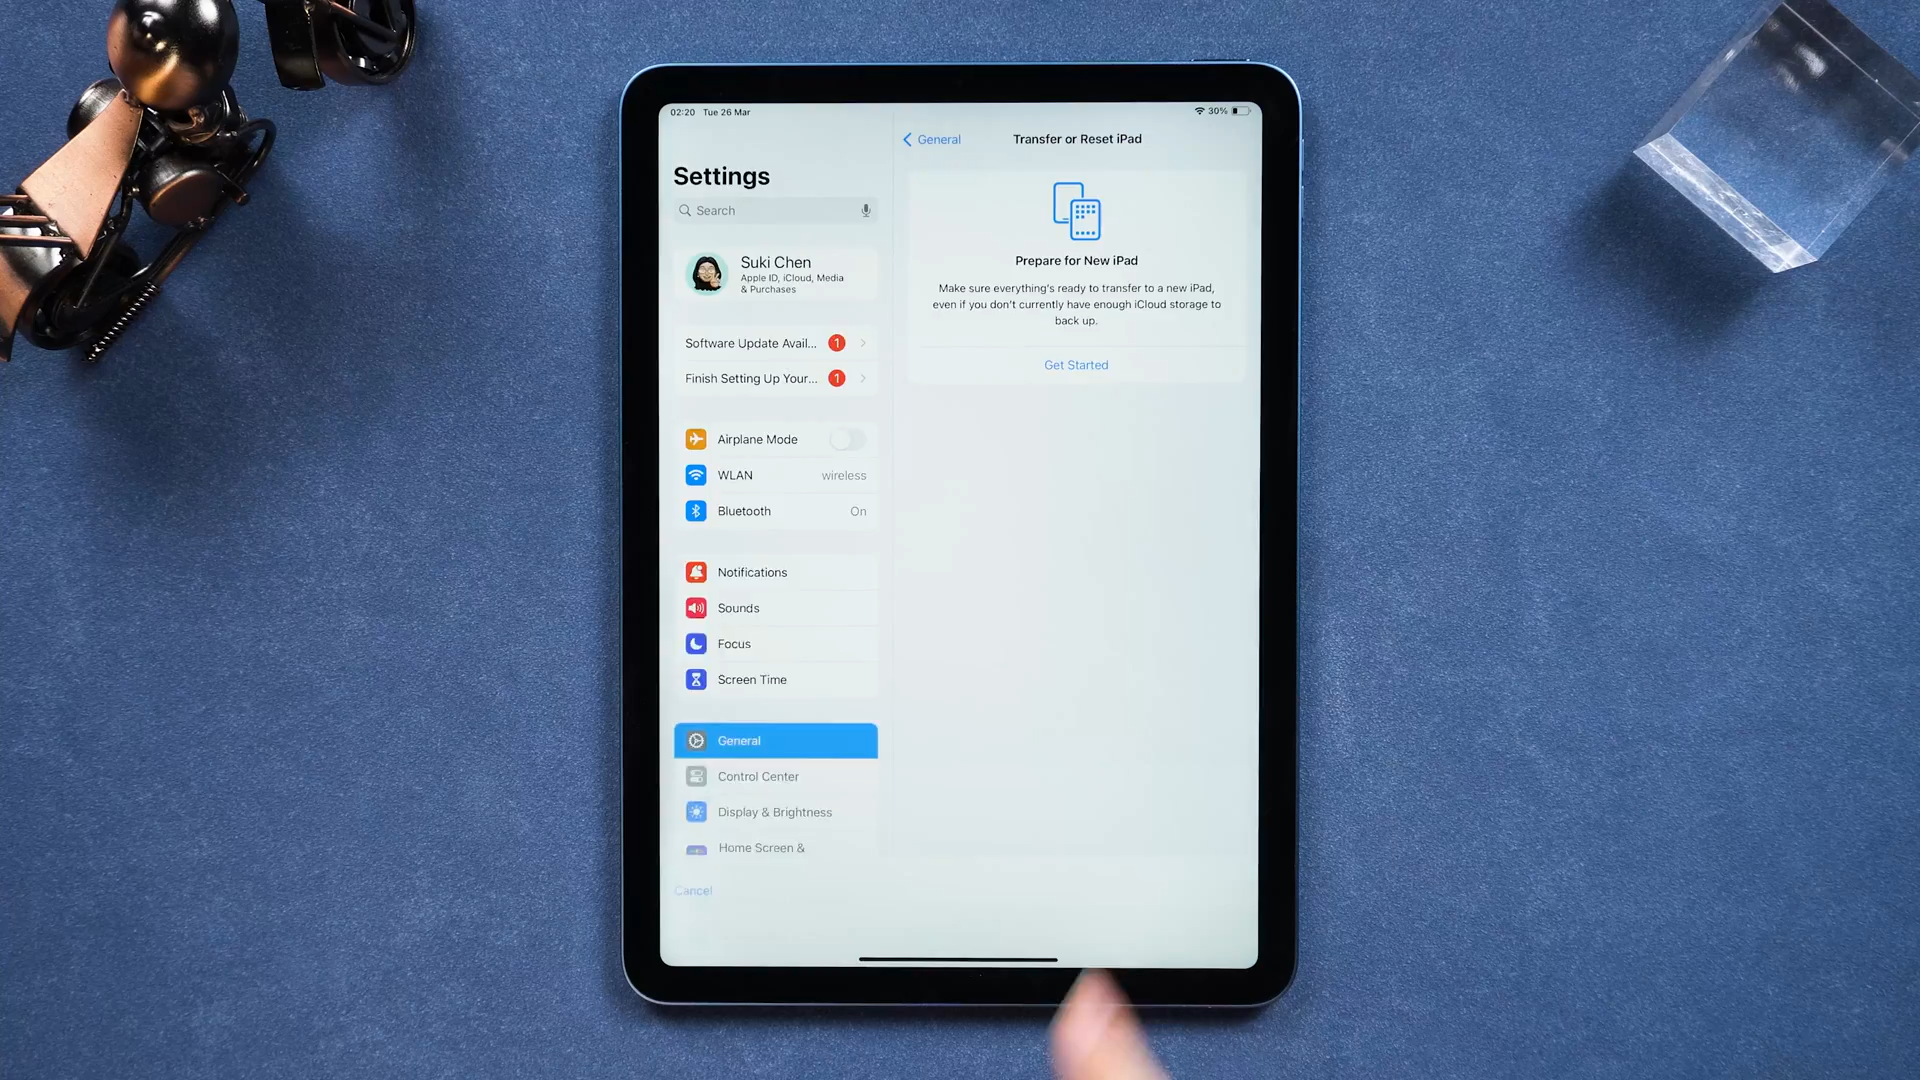 02:20 Tue 26 Mar
30%
Settings
Search
Suki Chen
Apple ID, iCloud, Media
& Purchases
Software Update Avail... 1
Finish Setting Up Your... 1
Airplane Mode
WLAN wireless
Bluetooth On
Notifications
Sounds
Focus
Screen Time
General
Control Center
Display & Brightness
Home Screen &
Cancel
General
Transfer or Reset iPad
Prepare for New iPad
Make sure everything's ready to transfer to a new iPad,
even if you don't currently have enough iCloud storage to
back up.
Get Started